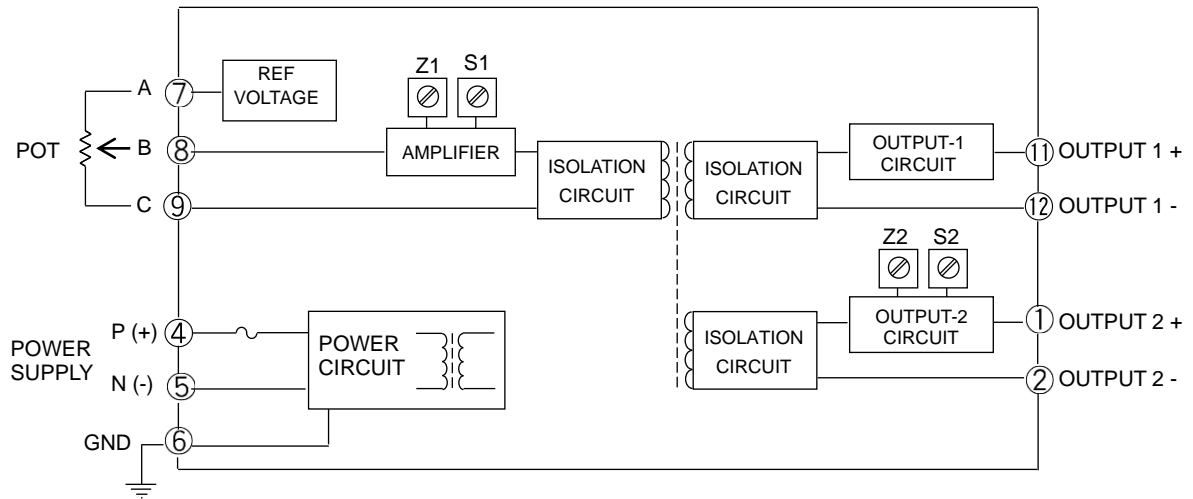 Z1 S1
A 7 REF
VOLTAGE
POT B 8 AMPLIFIER ISOLATION
CIRCUIT ISOLATION
CIRCUIT OUTPUT-1
CIRCUIT 11 OUTPUT 1 +
C 9 12 OUTPUT 1 -
Z2 S2
POWER
SUPPLY P (+) 4 POWER
CIRCUIT ISOLATION
CIRCUIT OUTPUT-2
CIRCUIT 1 OUTPUT 2 +
N (-) 5 2 OUTPUT 2 -
GND 6